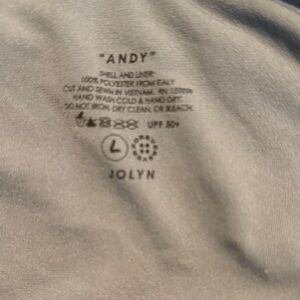 "ANDY"
SHELL AND LINER:
100% POLYESTER FROM ITALY
CUT AND SEWN IN VIETNAM. RN
HAND WASH COLD & HANG DRY.
DO NOT IRON, DRY CLEAN, OR BLEACH.
UPF 50+
L
JOLYN